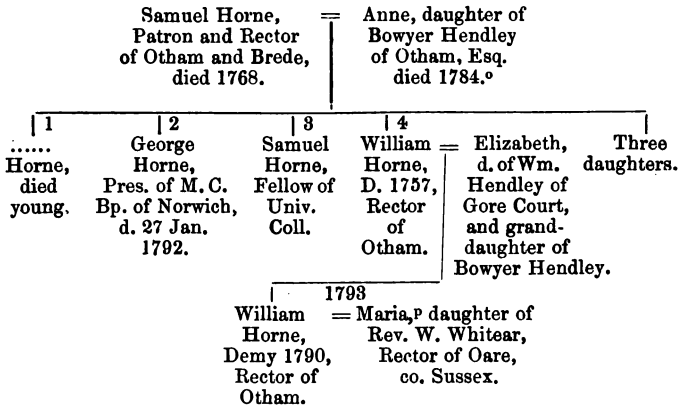 Samuel Horne, = Anne, daughter of
Patron and Rector Bowyer Hendley
of Otham and Brede, of Otham, Esq.
died 1768. died 1784.o
1 2 3 4
...... George Samuel William = Elizabeth, Three
Horne, Horne, Horne, Horne, d. of Wm. daughters.
died Pres. of M. C. Fellow of D. 1757, Hendley of
young. Bp. of Norwich, Univ. Rector Gore Court,
d. 27 Jan. Coll. of and grand-
1792. Otham. daughter of
Bowyer Hendley.
1793
William = Maria,p daughter of
Horne, Rev. W. Whitear,
Demy 1790, Rector of Oare,
Rector of co. Sussex.
Otham.